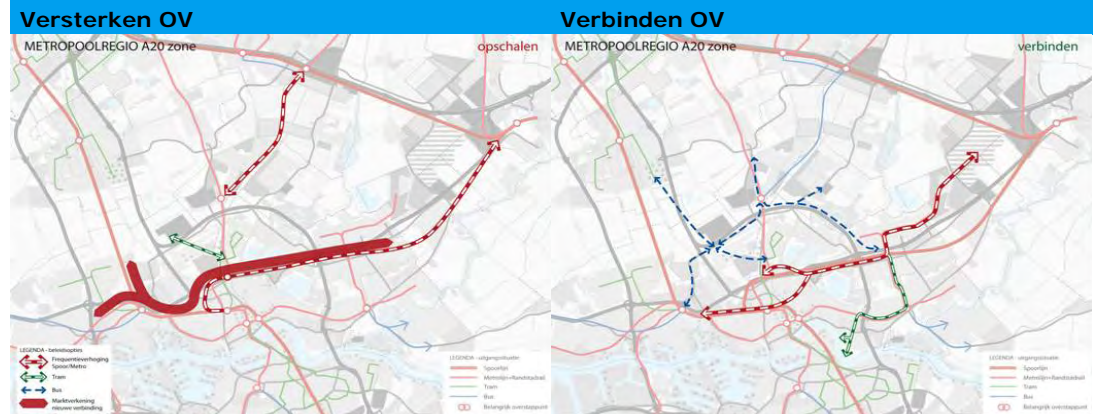 Versterken OV
METROPOOLREGIO A20 zone
opschalen
LEGENDA - beleidsopties
Frequentieverhoging
Spoor/Metro
Tram
Bus
Marktverkening
nieuwe verbinding
LEGENDA - uitgangssituatie
Spoorlijn
Metrolijn+Randstadrail
Tram
Bus
Belangrijk overstappunt
Verbinden OV
METROPOOLREGIO A20 zone
verbinden
LEGENDA - uitgangssituatie
Spoorlijn
Metrolijn+Randstadrail
Tram
Bus
Belangrijk overstappunt